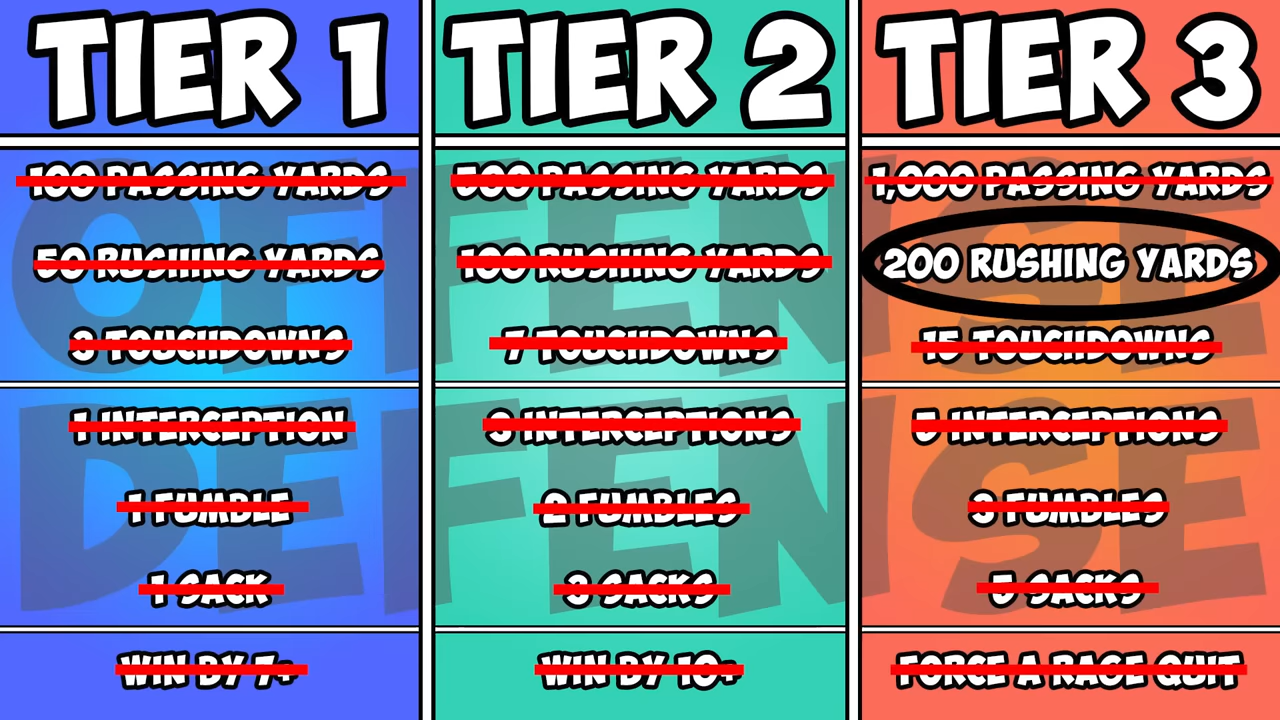 TIER 1
100 PASSING YARDS
50 RUSHING YARDS
3 TOUCHDOWNS
1 INTERCEPTION
1 FUMBLE
1 SACK
WIN BY 7+
TIER 2
500 PASSING YARDS
100 RUSHING YARDS
7 TOUCHDOWNS
3 INTERCEPTIONS
2 FUMBLES
3 SACKS
WIN BY 10+
TIER 3
1,000 PASSING YARDS
200 RUSHING YARDS
15 TOUCHDOWNS
5 INTERCEPTIONS
3 FUMBLES
5 SACKS
FORCE A RAGE QUIT
OFFENSE
DEFENSE